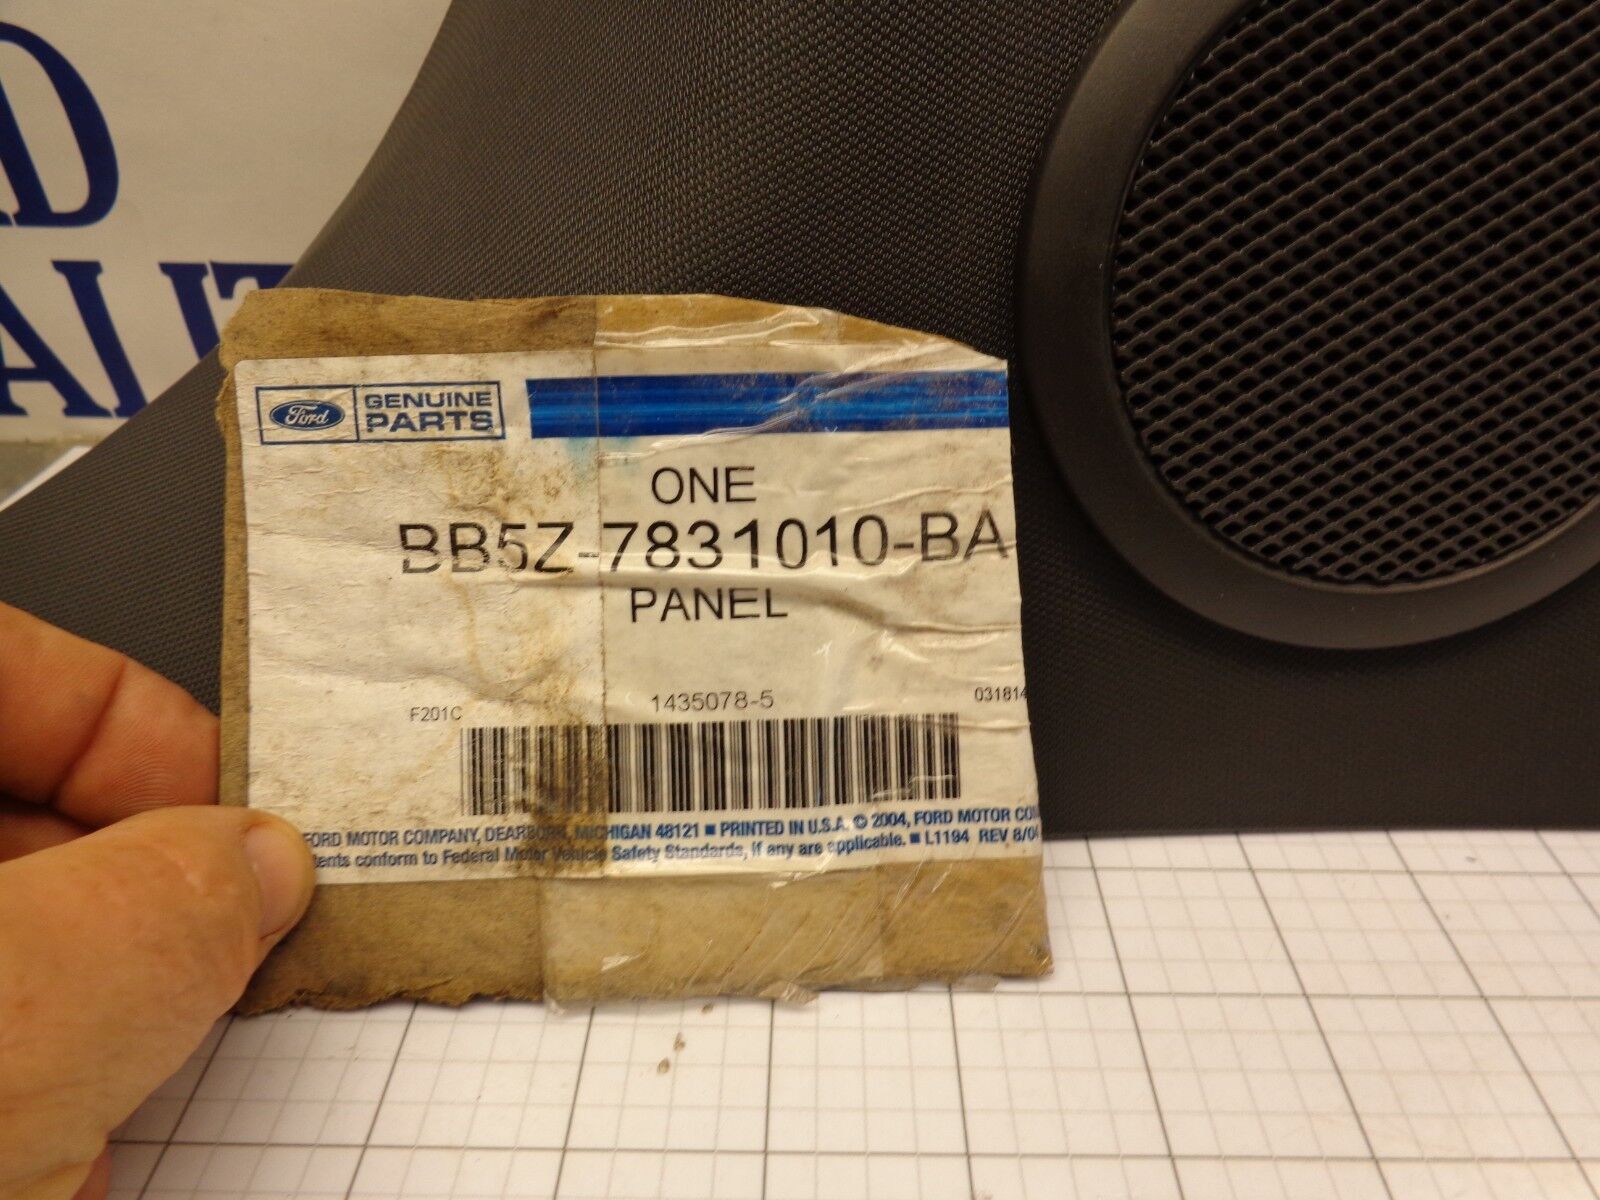 Ford GENUINE PARTS
ONE
BB5Z-7831010-BA
PANEL
1435078-5
F201C
031814
FORD MOTOR COMPANY, DEARBORN, MICHIGAN 48121 ■ PRINTED IN U.S.A. © 2004, FORD MOTOR CO
tents conform to Federal Motor Vehicle Safety Standards, if any are applicable. ■ L1194 REV 8/04